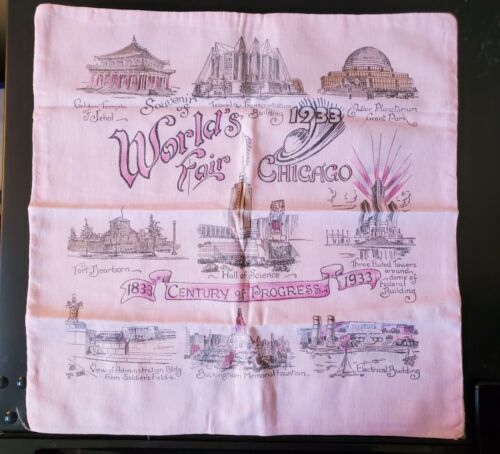 Golden Temple
of Jehol
Souvenir
of
Travel & Transportation
Building
Adler Planetarium
Grant Park
1933
World's
Fair
Chicago
Fort Dearborn
Hall of Science
Three Fluted Towers
around
dome of
Federal
Building
1833 Century of Progress 1933
View of Administration Bldg
From Soldiers Field
Buckingham Memorial Fountain
Electrical Building